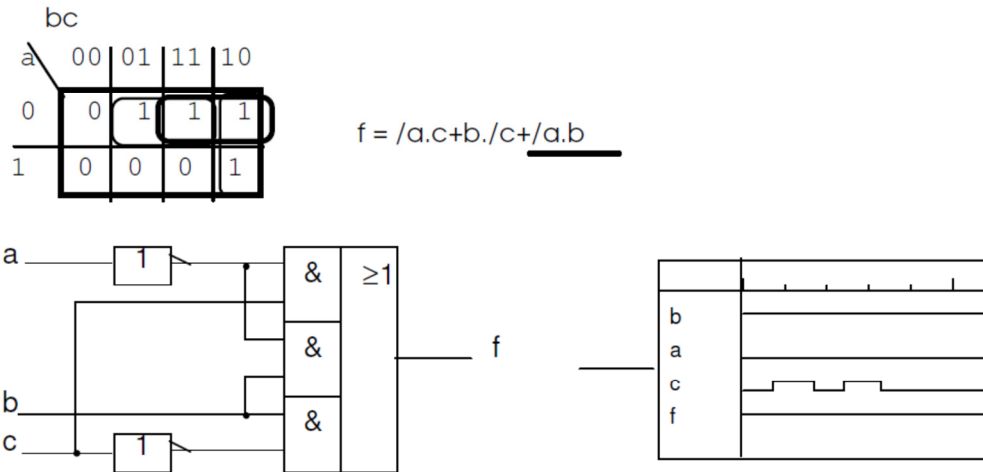 bc
a 00 01 11 10
0 0 1 1 1
f = /a.c+b./c+/a.b
1 0 0 0 1
a 1 & ≥1
& f
b
c 1 &
b
a
c
f